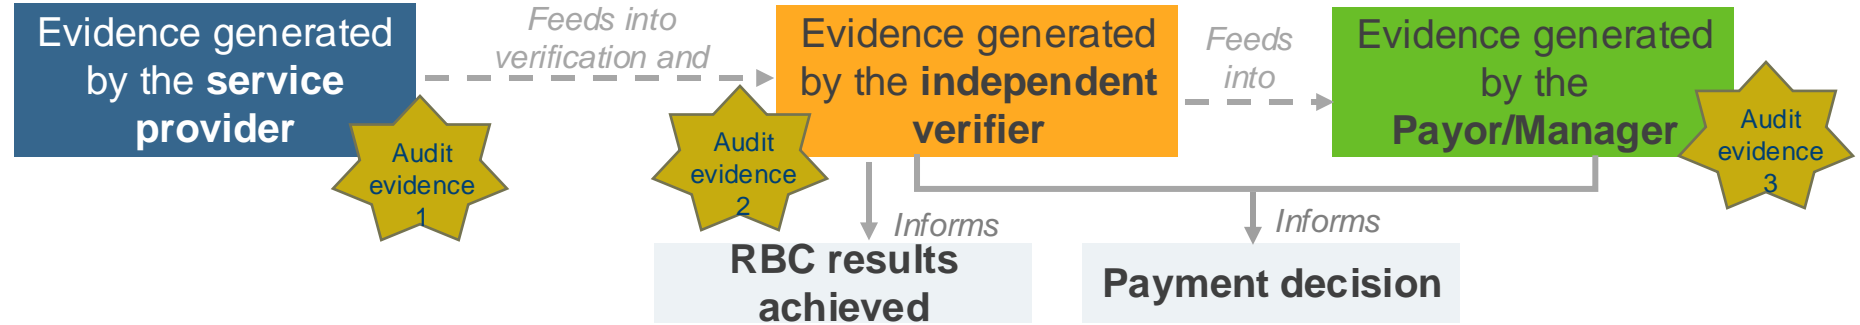 Evidence generated
by the service
provider
Audit
evidence
1
Feeds into
verification and
Evidence generated
by the independent
verifier
Audit
evidence
2
Feeds
into
Evidence generated
by the
Payor/Manager
Audit
evidence
3
Informs
RBC results
achieved
Informs
Payment decision